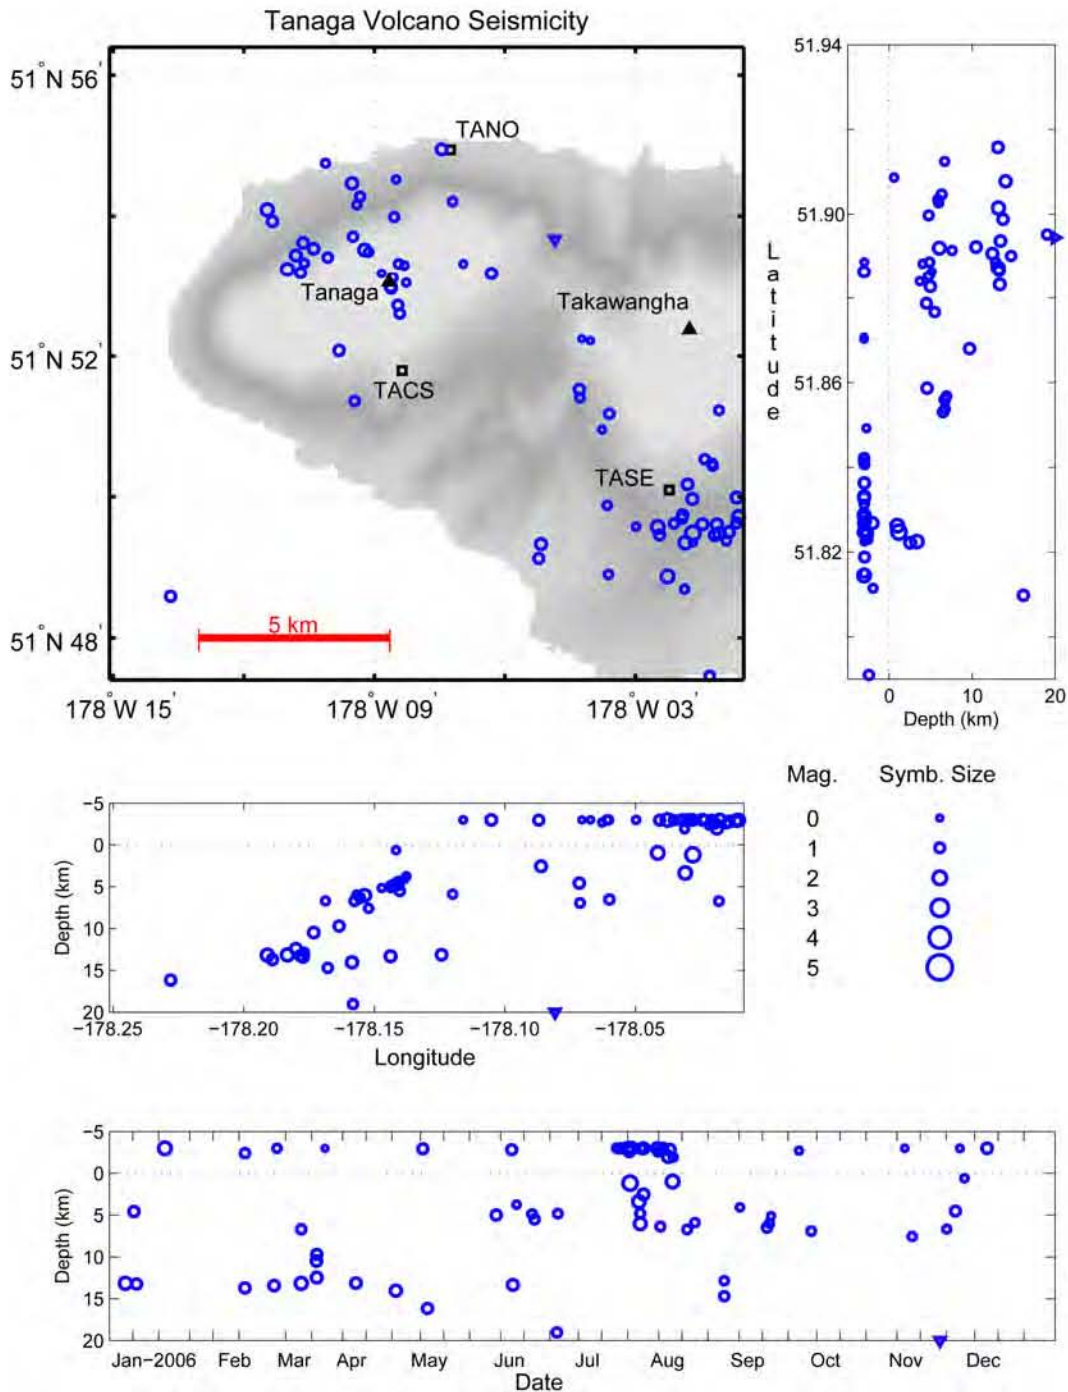 Tanaga Volcano Seismicity
51°N 56'
51°N 52'
51°N 48'
178°W 15'
178°W 09'
178°W 03'
TANO
Tanaga
Takawangha
TACS
TASE
5 km
Latitude
51.94
51.90
51.86
51.82
0 10 20
Depth (km)
Mag. Symb. Size
0
1
2
3
4
5
Depth (km)
−5
0
5
10
15
20
−178.25 −178.20 −178.15 −178.10 −178.05
Longitude
Depth (km)
−5
0
5
10
15
20
Jan−2006 Feb Mar Apr May Jun Jul Aug Sep Oct Nov Dec
Date